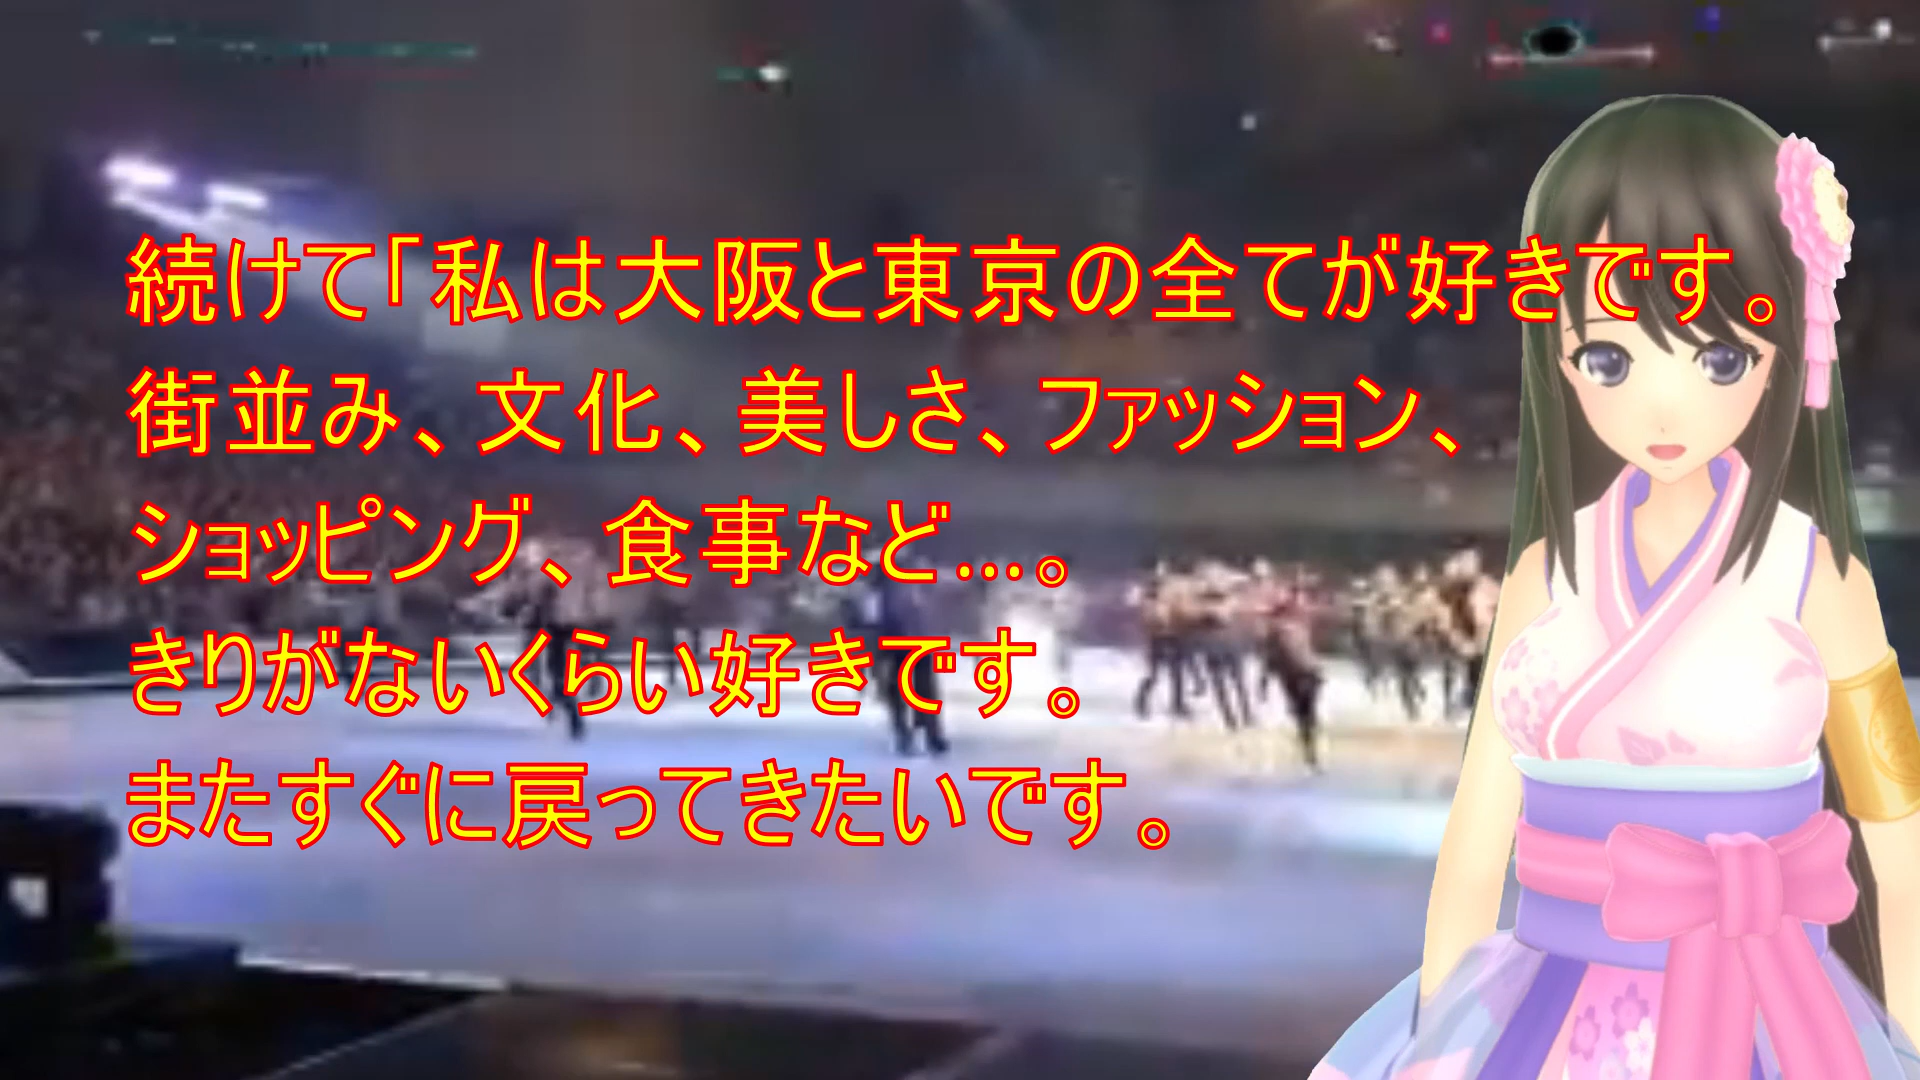 続けて「私は大阪と東京の全てが好きです。
街並み、文化、美しさ、ファッション、
ショッピング、食事など…。
きりがないくらい好きです。
またすぐに戻ってきたいです。